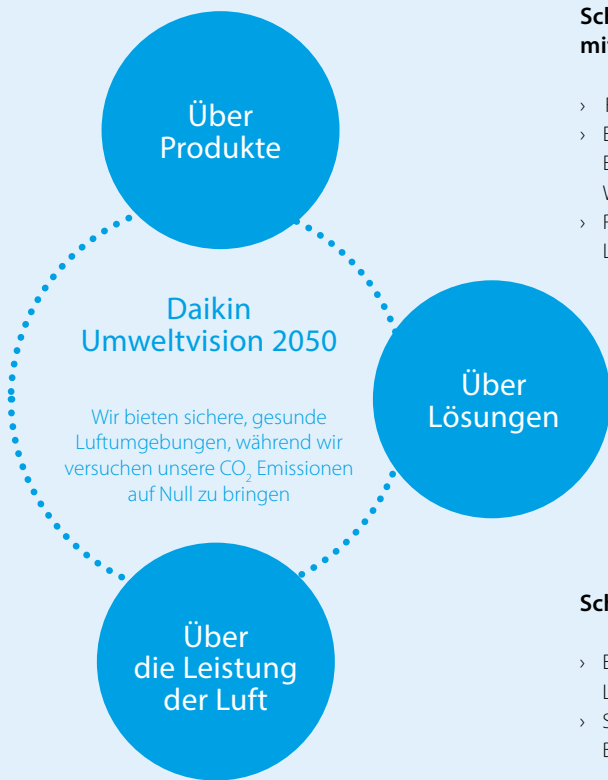 Über
Produkte
Daikin
Umweltvision 2050
Wir bieten sichere, gesunde
Luftumgebungen, während wir
versuchen unsere CO₂ Emissionen
auf Null zu bringen
Über
Lösungen
Über
die Leistung
der Luft